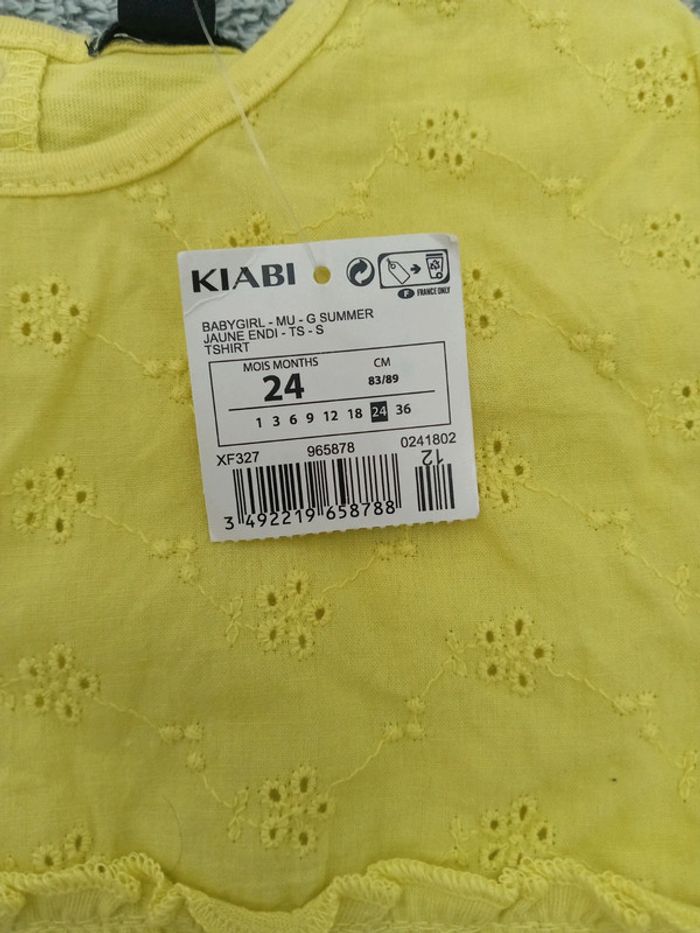 KIABI
F FRANCE ONLY
BABYGIRL - MU - G SUMMER
JAUNE ENDI - TS - S
TSHIRT
MOIS MONTHS CM
24 83/89
1 3 6 9 12 18 24 36
XF327 965878 0241802
12
3 492219 658788